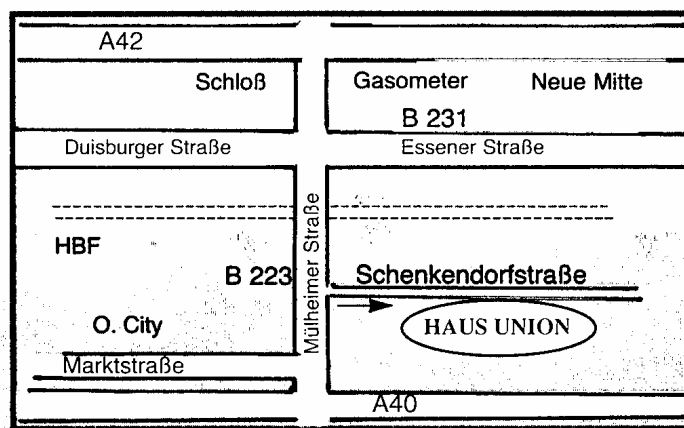 A42
Schloß Gasometer Neue Mitte
B 231
Duisburger Straße Essener Straße
Mülheimer Straße
HBF
B 223 Schenkendorfstraße
O. City HAUS UNION
Marktstraße
A40